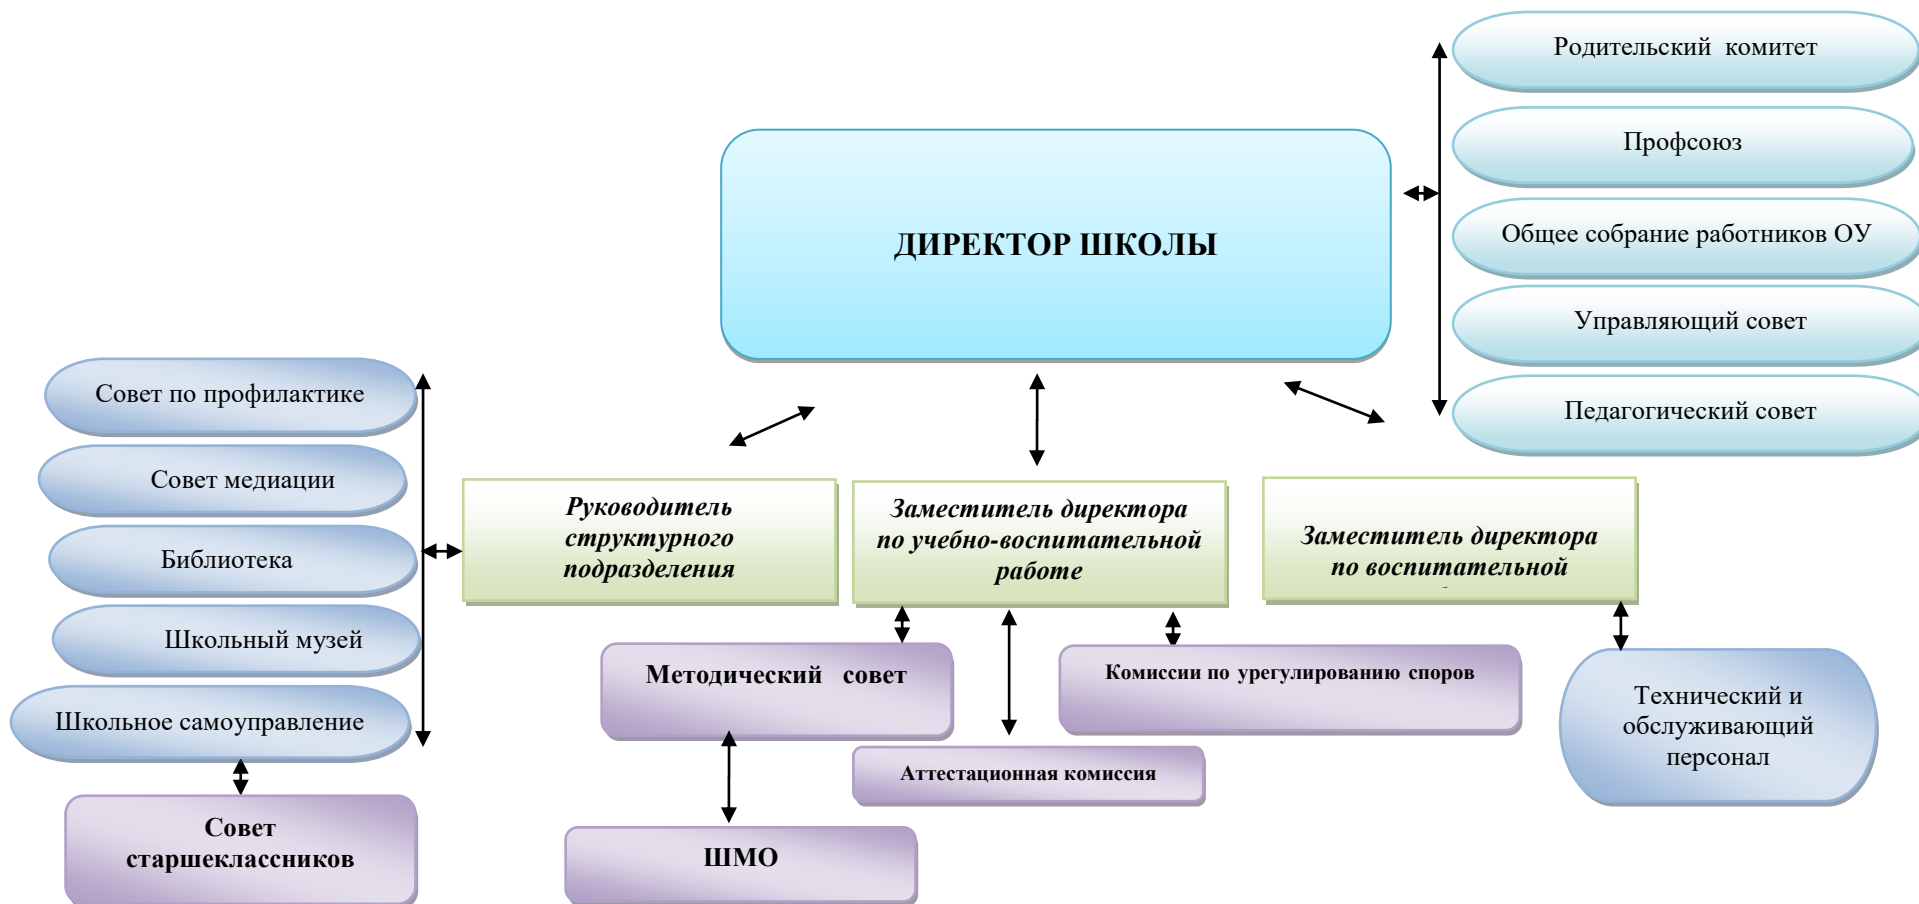 Родительский комитет
Профсоюз
ДИРЕКТОР ШКОЛЫ
Общее собрание работников ОУ
Управляющий совет
Педагогический совет
Совет по профилактике
Совет медиации
Библиотека
Школьный музей
Школьное самоуправление
Руководитель
структурного
подразделения
Заместитель директора
по учебно-воспитательной
работе
Заместитель директора
по воспитательной
Методический совет
Комиссии по урегулированию споров
Технический и
обслуживающий
персонал
Аттестационная комиссия
Совет
старшеклассников
ШМО